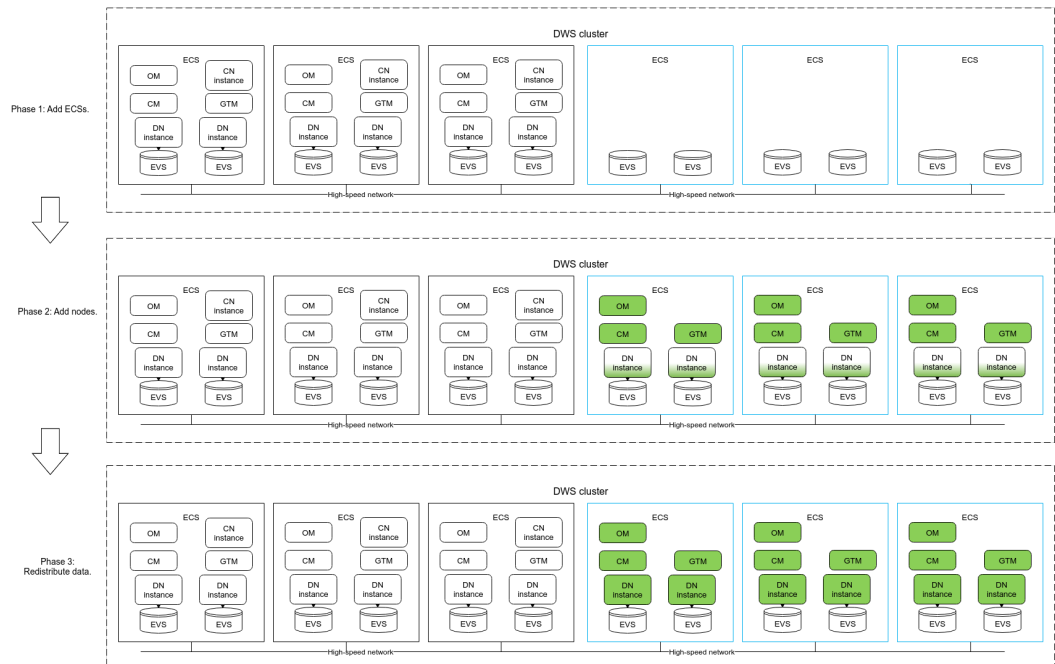 DWS cluster
Phase 1: Add ECSs.
ECS ECS ECS ECS ECS ECS
OM CN instance OM CN instance OM CN instance
CM GTM CM GTM CM GTM
DN instance DN instance DN instance DN instance DN instance DN instance
EVS EVS EVS EVS EVS EVS EVS EVS EVS EVS EVS EVS
High-speed network High-speed network
DWS cluster
Phase 2: Add nodes.
ECS ECS ECS ECS ECS ECS
OM CN instance OM CN instance OM CN instance OM OM OM
CM GTM CM GTM CM GTM CM GTM CM GTM CM GTM
DN instance DN instance DN instance DN instance DN instance DN instance DN instance DN instance DN instance DN instance DN instance DN instance
EVS EVS EVS EVS EVS EVS EVS EVS EVS EVS EVS EVS
High-speed network High-speed network
DWS cluster
Phase 3:
Redistribute data.
ECS ECS ECS ECS ECS ECS
OM CN instance OM CN instance OM CN instance OM OM OM
CM GTM CM GTM CM GTM CM GTM CM GTM CM GTM
DN instance DN instance DN instance DN instance DN instance DN instance DN instance DN instance DN instance DN instance DN instance DN instance
EVS EVS EVS EVS EVS EVS EVS EVS EVS EVS EVS EVS
High-speed network High-speed network